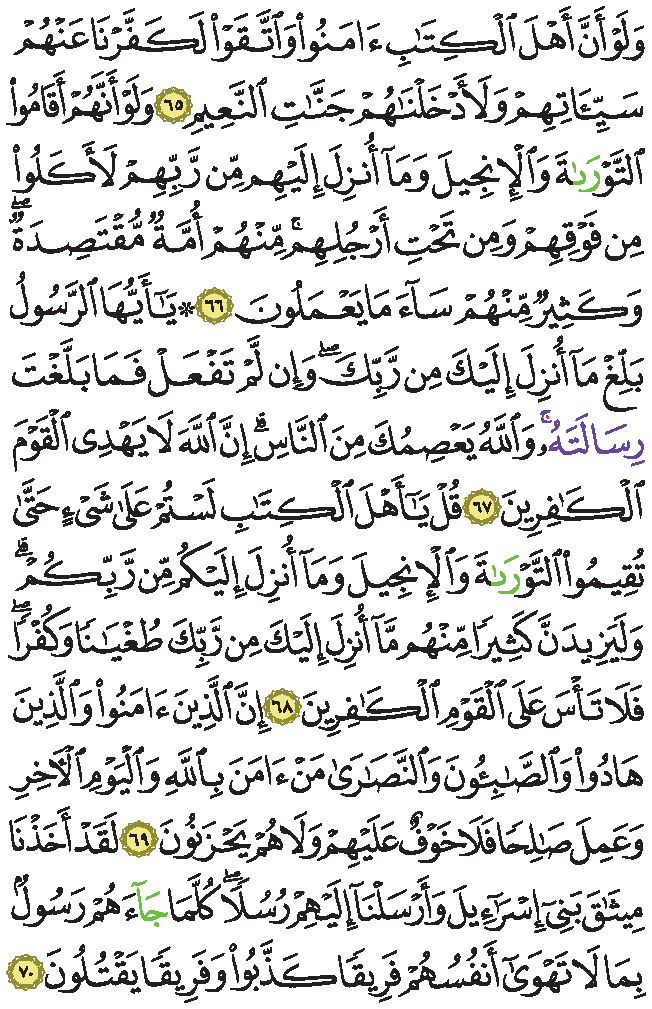 وَلَوْ أَنَّ أَهْلَ ٱلْكِتَٰبِ ءَامَنُوا۟ وَٱتَّقَوْا۟ لَكَفَّرْنَا عَنْهُمْ
سَيِّـَٔاتِهِمْ وَلَأَدْخَلْنَٰهُمْ جَنَّٰتِ ٱلنَّعِيمِ ٦٥ وَلَوْ أَنَّهُمْ أَقَامُوا۟
ٱلتَّوْرَىٰةَ وَٱلْإِنجِيلَ وَمَآ أُنزِلَ إِلَيْهِم مِّن رَّبِّهِمْ لَأَكَلُوا۟
مِن فَوْقِهِمْ وَمِن تَحْتِ أَرْجُلِهِم ۚ مِّنْهُمْ أُمَّةٌ مُّقْتَصِدَةٌ ۖ
وَكَثِيرٌ مِّنْهُمْ سَآءَ مَا يَعْمَلُونَ ٦٦ ۞ يَٰٓأَيُّهَا ٱلرَّسُولُ
بَلِّغْ مَآ أُنزِلَ إِلَيْكَ مِن رَّبِّكَ ۖ وَإِن لَّمْ تَفْعَلْ فَمَا بَلَّغْتَ
رِسَالَتَهُۥ ۚ وَٱللَّهُ يَعْصِمُكَ مِنَ ٱلنَّاسِ ۗ إِنَّ ٱللَّهَ لَا يَهْدِى ٱلْقَوْمَ
ٱلْكَٰفِرِينَ ٦٧ قُلْ يَٰٓأَهْلَ ٱلْكِتَٰبِ لَسْتُمْ عَلَىٰ شَىْءٍ حَتَّىٰ
تُقِيمُوا۟ ٱلتَّوْرَىٰةَ وَٱلْإِنجِيلَ وَمَآ أُنزِلَ إِلَيْكُم مِّن رَّبِّكُمْ ۗ
وَلَيَزِيدَنَّ كَثِيرًا مِّنْهُم مَّآ أُنزِلَ إِلَيْكَ مِن رَّبِّكَ طُغْيَٰنًا وَكُفْرًا ۖ
فَلَا تَأْسَ عَلَى ٱلْقَوْمِ ٱلْكَٰفِرِينَ ٦٨ إِنَّ ٱلَّذِينَ ءَامَنُوا۟ وَٱلَّذِينَ
هَادُوا۟ وَٱلصَّٰبِـُٔونَ وَٱلنَّصَٰرَىٰ مَنْ ءَامَنَ بِٱللَّهِ وَٱلْيَوْمِ ٱلْـَٔاخِرِ
وَعَمِلَ صَٰلِحًا فَلَا خَوْفٌ عَلَيْهِمْ وَلَا هُمْ يَحْزَنُونَ ٦٩ لَقَدْ أَخَذْنَا
مِيثَٰقَ بَنِىٓ إِسْرَٰٓءِيلَ وَأَرْسَلْنَآ إِلَيْهِمْ رُسُلًا ۖ كُلَّمَا جَآءَهُمْ رَسُولٌۢ
بِمَا لَا تَهْوَىٰٓ أَنفُسُهُمْ فَرِيقًا كَذَّبُوا۟ وَفَرِيقًا يَقْتُلُونَ ٧٠